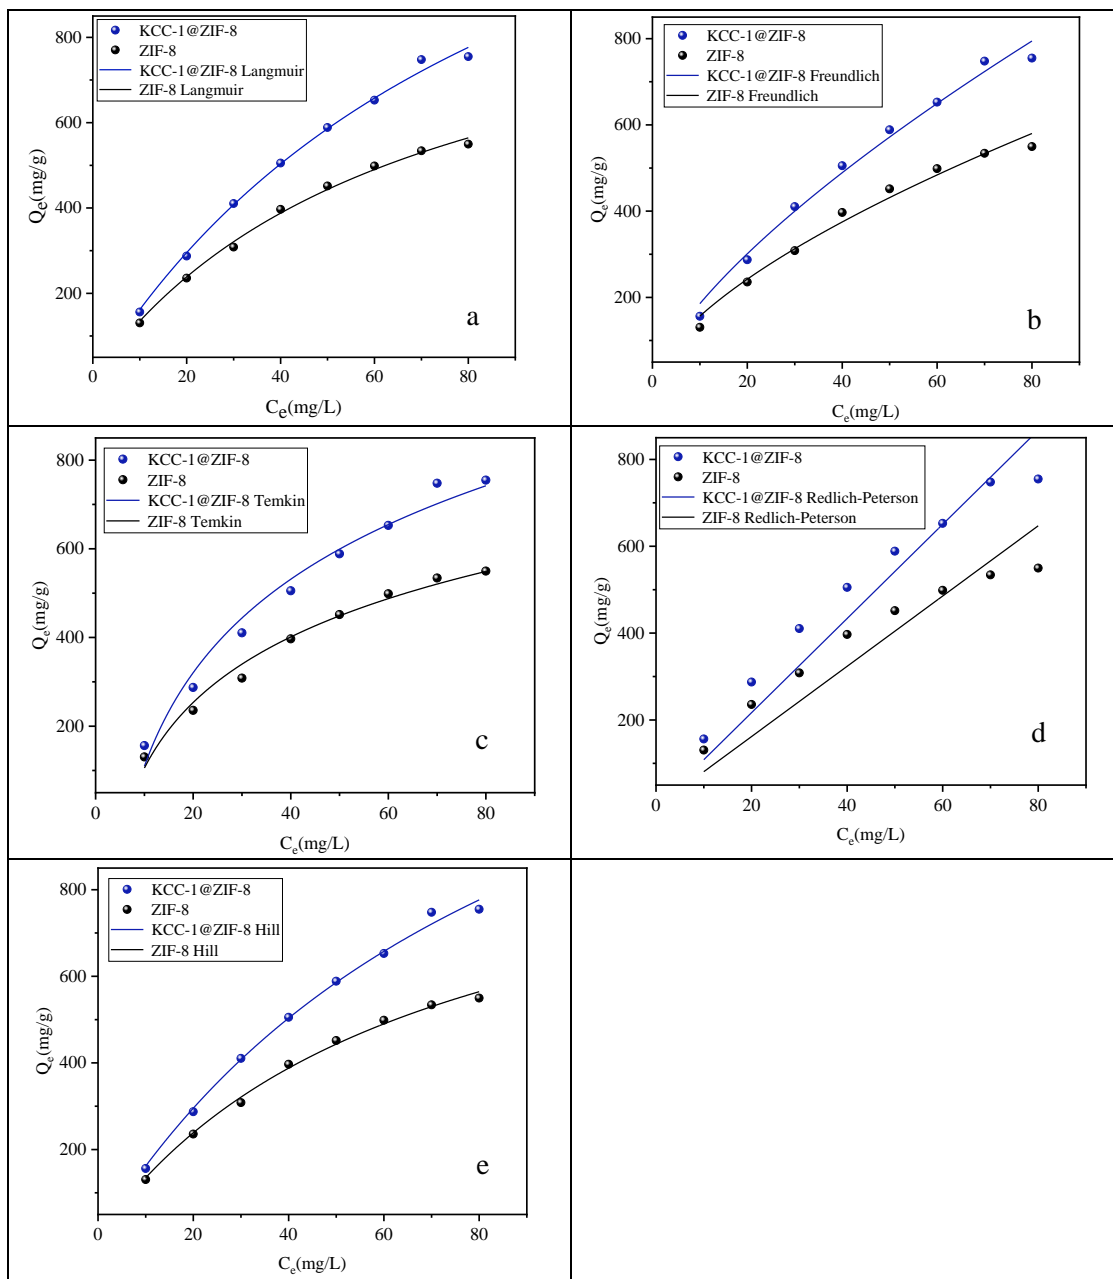 KCC-1@ZIF-8
ZIF-8
KCC-1@ZIF-8 Langmuir
ZIF-8 Langmuir
800
600
400
200
Qe(mg/g)
a
0 20 40 60 80
Ce(mg/L)
KCC-1@ZIF-8
ZIF-8
KCC-1@ZIF-8 Freundlich
ZIF-8 Freundlich
800
600
400
200
Qe(mg/g)
b
0 20 40 60 80
Ce(mg/L)
KCC-1@ZIF-8
ZIF-8
KCC-1@ZIF-8 Temkin
ZIF-8 Temkin
800
600
400
200
Qe(mg/g)
c
0 20 40 60 80
Ce(mg/L)
KCC-1@ZIF-8
ZIF-8
KCC-1@ZIF-8 Redlich-Peterson
ZIF-8 Redlich-Peterson
800
600
400
200
Qe(mg/g)
d
0 20 40 60 80
Ce(mg/L)
KCC-1@ZIF-8
ZIF-8
KCC-1@ZIF-8 Hill
ZIF-8 Hill
800
600
400
200
Qe(mg/g)
e
0 20 40 60 80
Ce(mg/L)